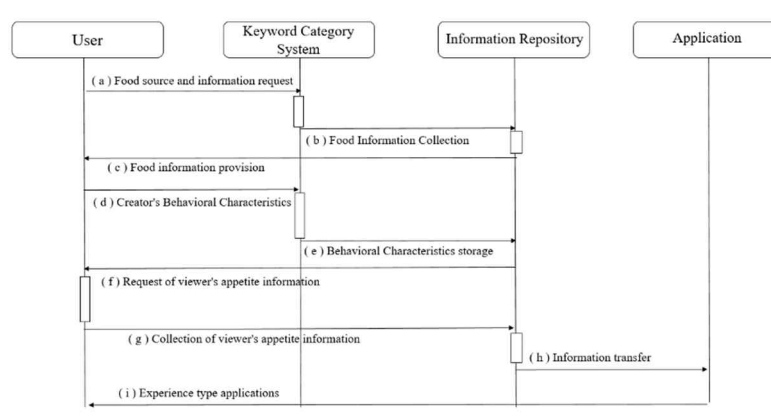 User
Keyword Category
System
Information Repository
Application
( a ) Food source and information request
( b ) Food Information Collection
( c ) Food information provision
( d ) Creator's Behavioral Characteristics
( e ) Behavioral Characteristics storage
( f ) Request of viewer's appetite information
( g ) Collection of viewer's appetite information
( h ) Information transfer
( i ) Experience type applications